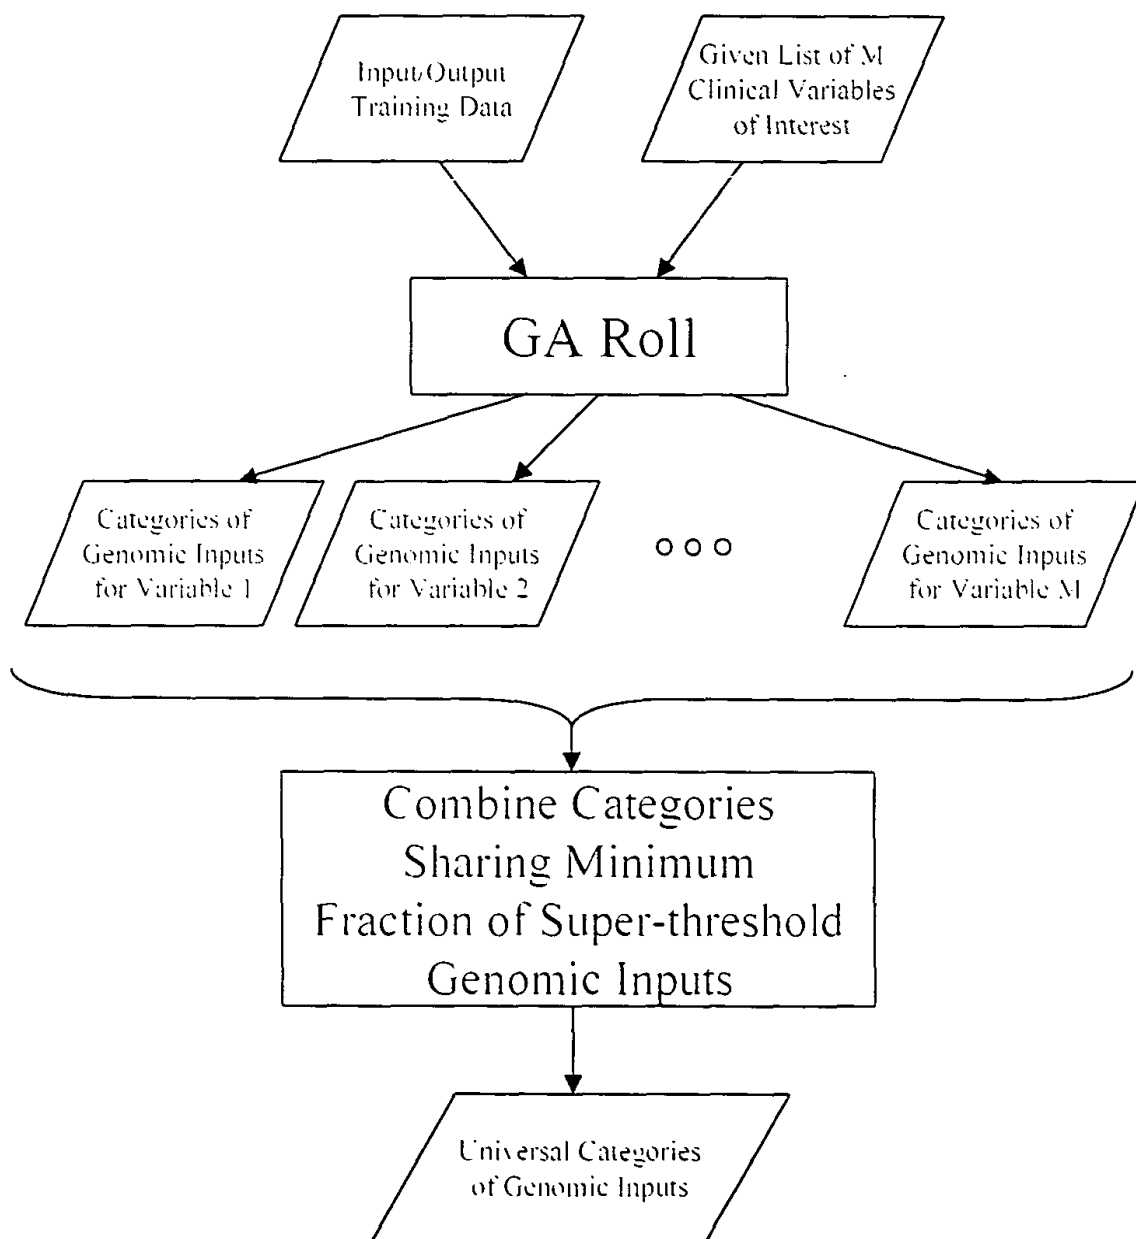 Input/Output
Training Data
Given List of M
Clinical Variables
of Interest
GA Roll
Categories of
Genomic Inputs
for Variable 1
Categories of
Genomic Inputs
for Variable 2
Categories of
Genomic Inputs
for Variable M
Combine Categories
Sharing Minimum
Fraction of Super-threshold
Genomic Inputs
Universal Categories
of Genomic Inputs